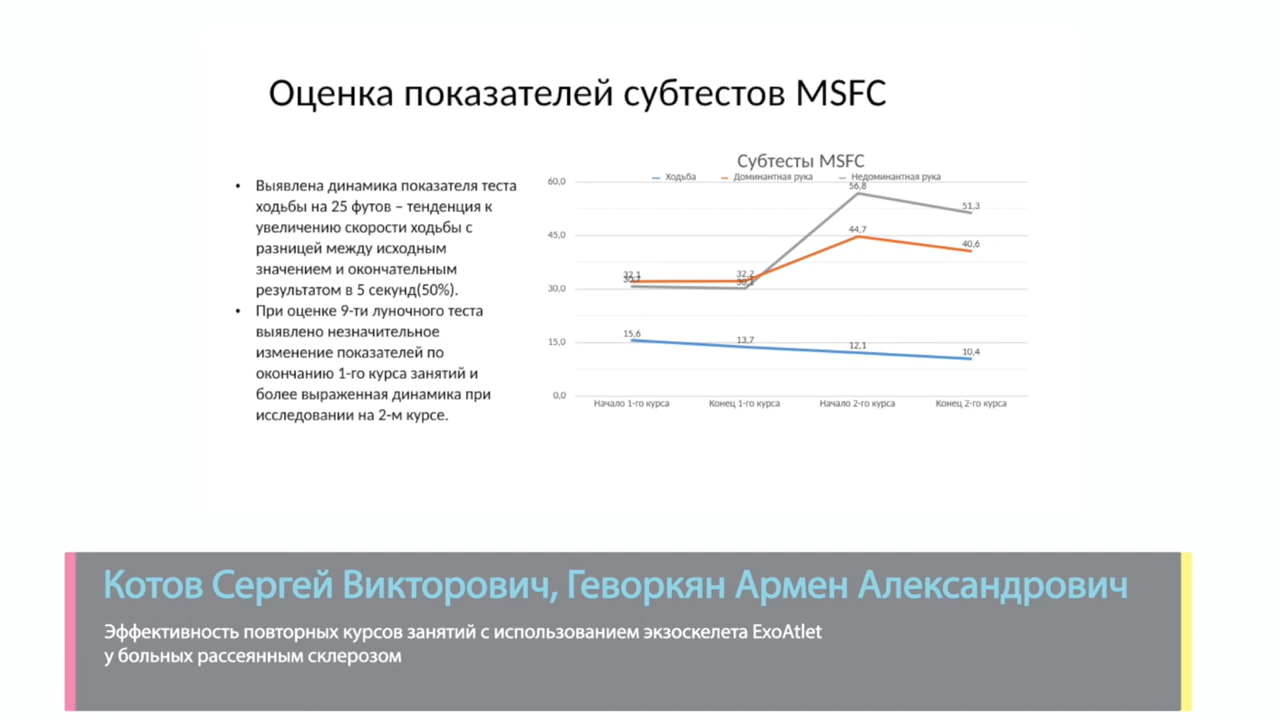 Оценка показателей субтестов MSFC
• Выявлена динамика показателя теста
ходьбы на 25 футов – тенденция к
увеличению скорости ходьбы с
разницей между исходным
значением и окончательным
результатом в 5 секунд(50%).
• При оценке 9-ти луночного теста
выявлено незначительное
изменение показателей по
окончанию 1-го курса занятий и
более выраженная динамика при
исследовании на 2-м курсе.
Субтесты MSFC
Ходьба Доминантная рука Недоминантная рука
60,0
45,0
30,0
15,0
0,0
56,8
51,3
44,7
40,6
32,1
32,2
15,6
13,7
12,1
10,4
Начало 1-го курса Конец 1-го курса Начало 2-го курса Конец 2-го курса
Котов Сергей Викторович, Геворкян Армен Александрович
Эффективность повторных курсов занятий с использованием экзоскелета ExoAtlet
у больных рассеянным склерозом